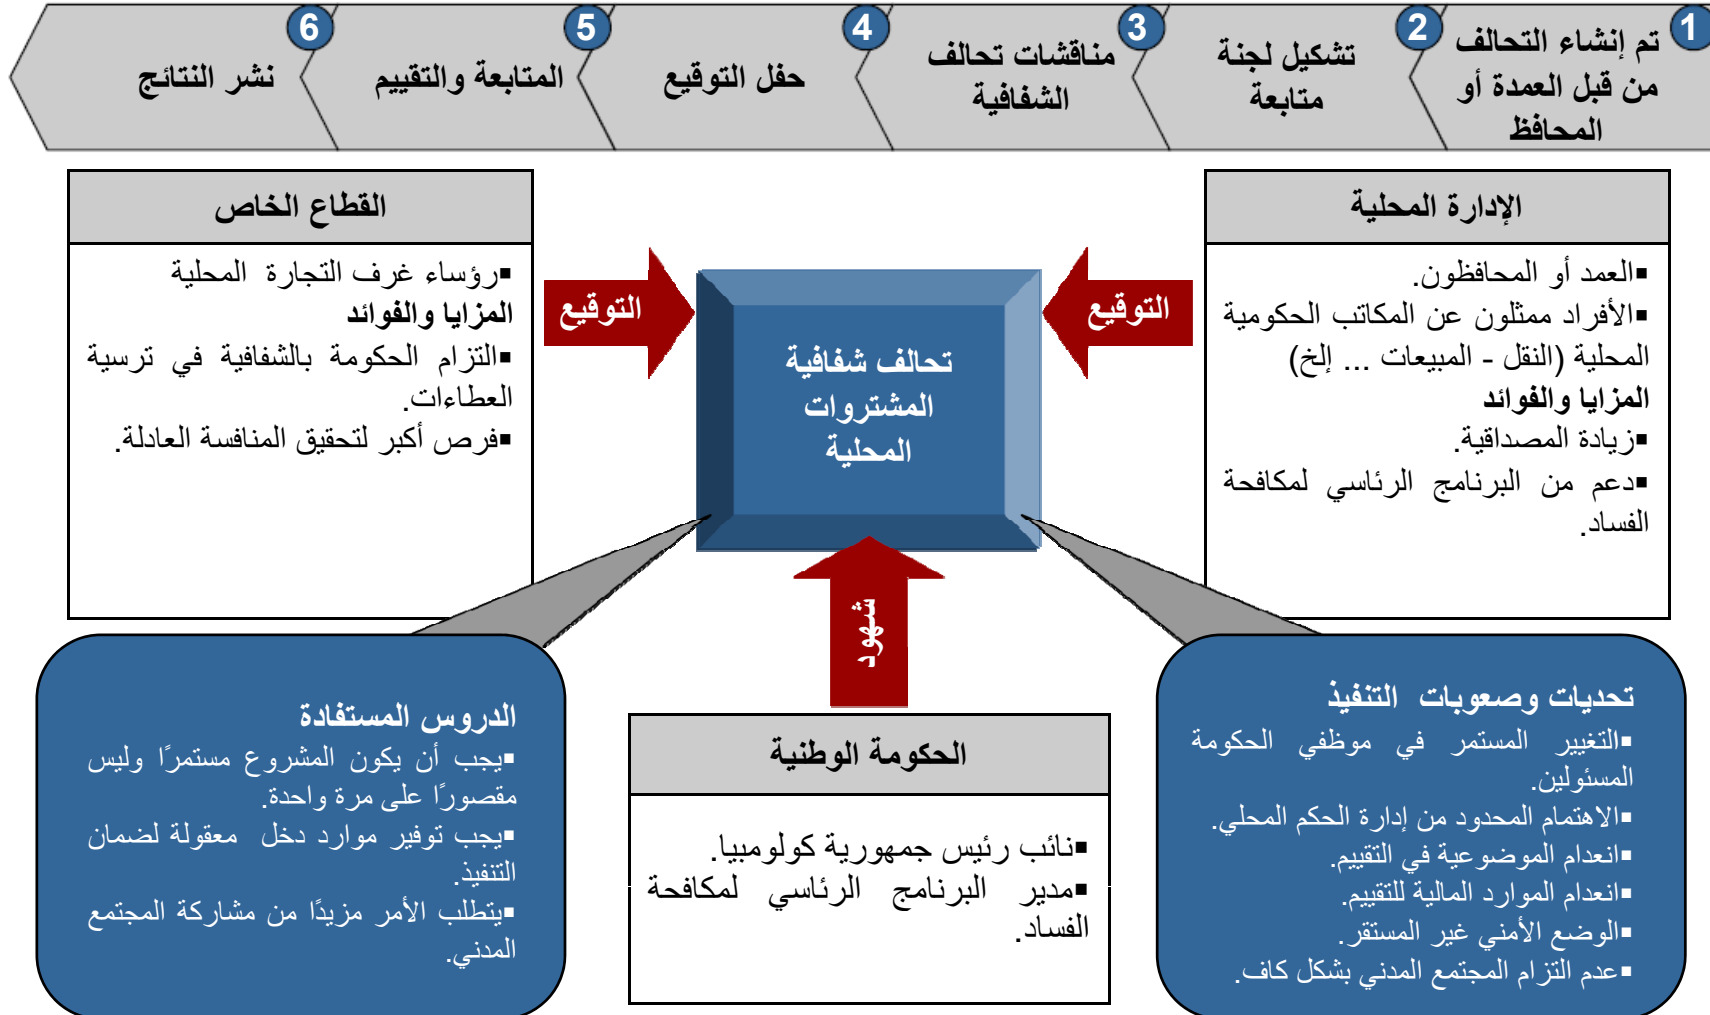 1
تم إنشاء التحالف
من قبل العمدة أو
المحافظ
2
تشكيل لجنة
متابعة
3
مناقشات تحالف
الشفافية
4
حفل التوقيع
5
المتابعة والتقييم
6
نشر النتائج
الإدارة المحلية
▪العمد أو المحافظون.
▪الأفراد ممثلون عن المكاتب الحكومية
المحلية (النقل - المبيعات ... إلخ)
المزايا والفوائد
▪زيادة المصداقية.
▪دعم من البرنامج الرئاسي لمكافحة
الفساد.
التوقيع
تحالف شفافية
المشتروات
المحلية
التوقيع
القطاع الخاص
▪رؤساء غرف التجارة المحلية
المزايا والفوائد
▪التزام الحكومة بالشفافية في ترسية
العطاءات.
▪فرص أكبر لتحقيق المنافسة العادلة.
شهود
تحديات وصعوبات التنفيذ
▪التغيير المستمر في موظفي الحكومة
المسئولين.
▪الاهتمام المحدود من إدارة الحكم المحلي.
▪انعدام الموضوعية في التقييم.
▪انعدام الموارد المالية للتقييم.
▪الوضع الأمني غير المستقر.
▪عدم التزام المجتمع المدني بشكل كاف.
الحكومة الوطنية
▪نائب رئيس جمهورية كولومبيا.
▪مدير البرنامج الرئاسي لمكافحة
الفساد.
الدروس المستفادة
▪يجب أن يكون المشروع مستمرًا وليس
مقصورًا على مرة واحدة.
▪يجب توفير موارد دخل معقولة لضمان
التنفيذ.
▪يتطلب الأمر مزيدًا من مشاركة المجتمع
المدني.